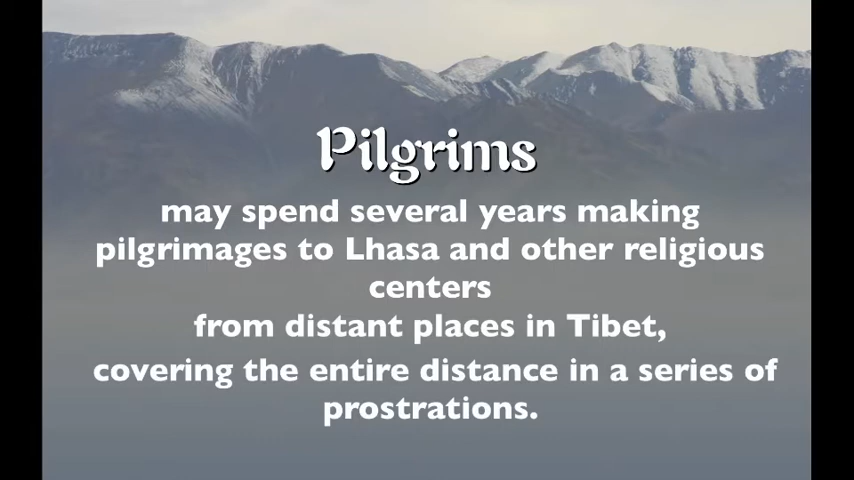 Pilgrims
may spend several years making
pilgrimages to Lhasa and other religious
centers
from distant places in Tibet,
covering the entire distance in a series of
prostrations.